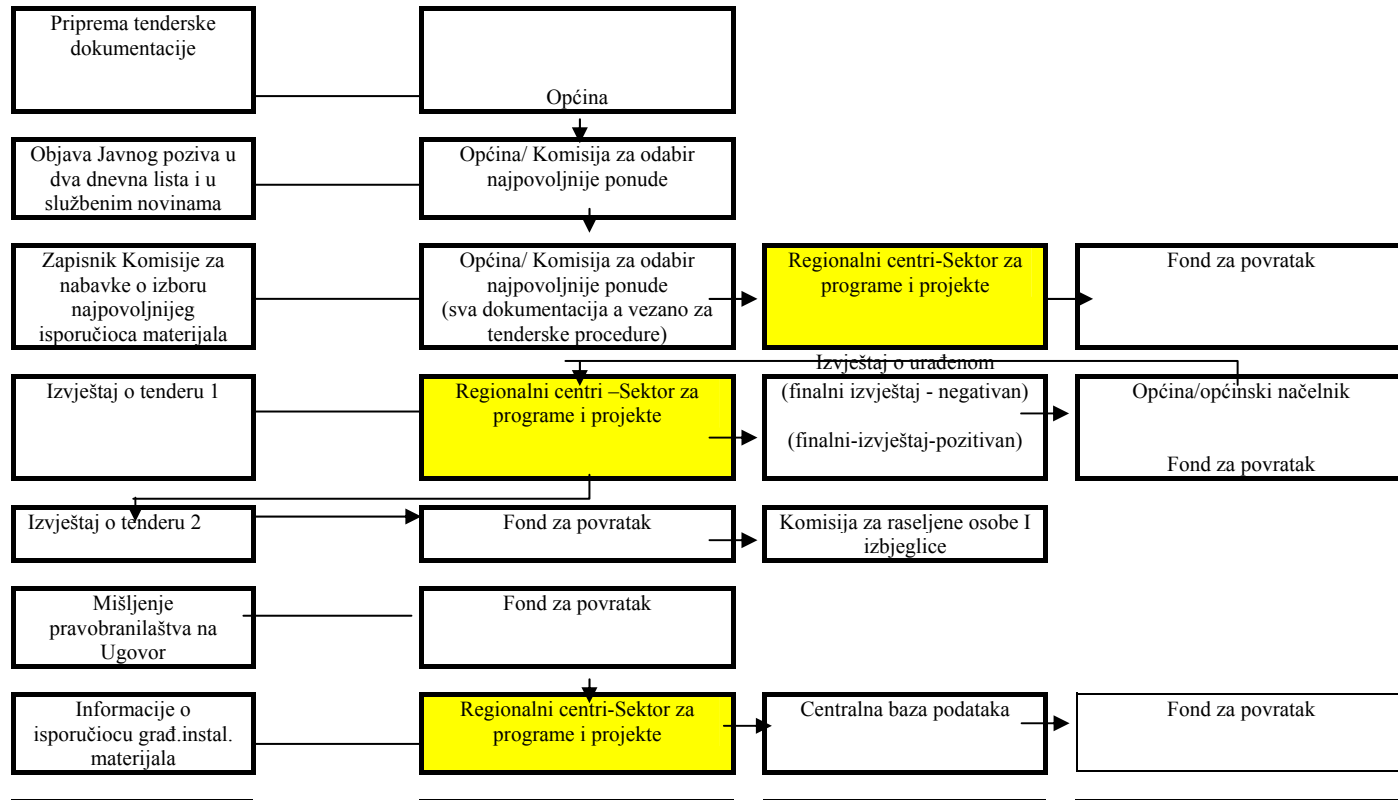 Priprema tenderske
dokumentacije
Općina
Objava Javnog poziva u
dva dnevna lista i u
službenim novinama
Općina/ Komisija za odabir
najpovoljnije ponude
Zapisnik Komisije za
nabavke o izboru
najpovoljnijeg
isporučioca materijala
Općina/ Komisija za odabir
najpovoljnije ponude
(sva dokumentacija a vezano za
tenderske procedure)
Regionalni centri-Sektor za
programe i projekte
Fond za povratak
Izvještaj o tenderu 1
Regionalni centri –Sektor za
programe i projekte
Izvještaj o urađenom
(finalni izvještaj - negativan)
(finalni-izvještaj-pozitivan)
Općina/općinski načelnik
Fond za povratak
Izvještaj o tenderu 2
Fond za povratak
Komisija za raseljene osobe I
izbjeglice
Mišljenje
pravobranilaštva na
Ugovor
Fond za povratak
Informacije o
isporučiocu građ.instal.
materijala
Regionalni centri-Sektor za
programe i projekte
Centralna baza podataka
Fond za povratak